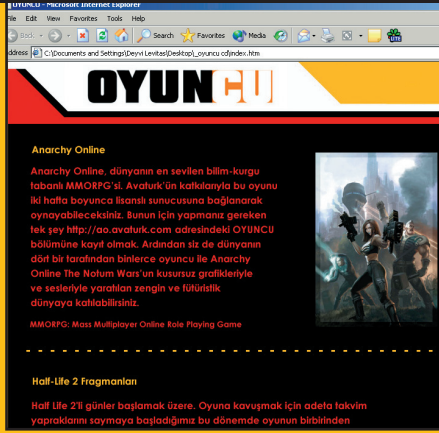 OYUNCU - Microsoft Internet Explorer
File Edit View Favorites Tools Help
Back Search Favorites Media LITE
Address C:\Documents and Settings\Deyvi Levitas\Desktop\_oyuncu cd\index.htm
OYUNCU
Anarchy Online
Anarchy Online, dünyanın en sevilen bilim-kurgu
tabanlı MMORPG'si. Avaturk'ün katkılarıyla bu oyunu
iki hafta boyunca lisanslı sunucusuna bağlanarak
oynayabileceksiniz. Bunun için yapmanız gereken
tek şey http://ao.avaturk.com adresindeki OYUNCU
bölümüne kayıt olmak. Ardından siz de dünyanın
dört bir tarafından binlerce oyuncu ile Anarchy
Online The Notum Wars'un kusursuz grafikleriyle
ve sesleriyle yaratılan zengin ve fütüristik
dünyaya katılabilirsiniz.
MMORPG: Mass Multiplayer Online Role Playing Game
Half-Life 2 Fragmanları
Half Life 2'li günler başlamak üzere. Oyuna kavuşmak için adeta takvim
yapraklarını saymaya başladığımız bu dönemde oyunun birbirinden